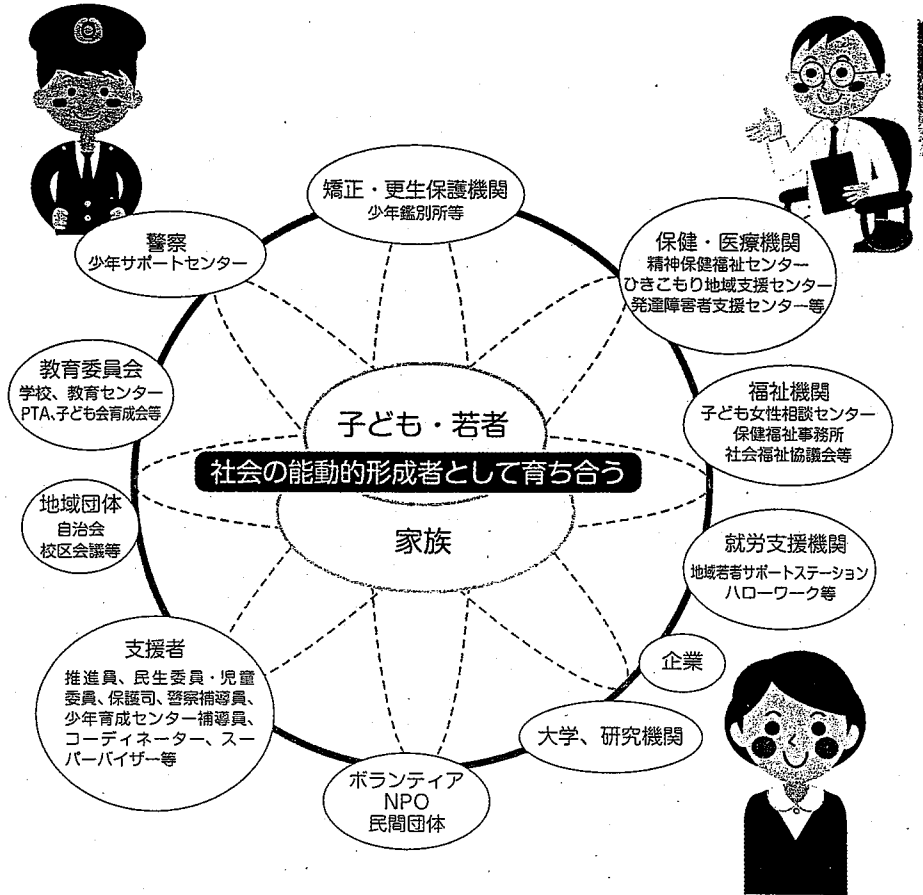 矯正・更生保護機関
少年鑑別所等
警察
少年サポートセンター
保健・医療機関
精神保健福祉センター
ひきこもり地域支援センター
発達障害者支援センター等
教育委員会
学校、教育センター
PTA、子ども会育成会等
福祉機関
子ども女性相談センター
保健福祉事務所
社会福祉協議会等
子ども・若者
社会の能動的形成者として育ち合う
家族
地域団体
自治会
校区会議等
就労支援機関
地域若者サポートステーション
ハローワーク等
支援者
推進員、民生委員・児童
委員、保護司、警察補導員、
少年育成センター補導員、
コーディネーター、スー
パーバイザー等
企業
大学、研究機関
ボランティア
NPO
民間団体